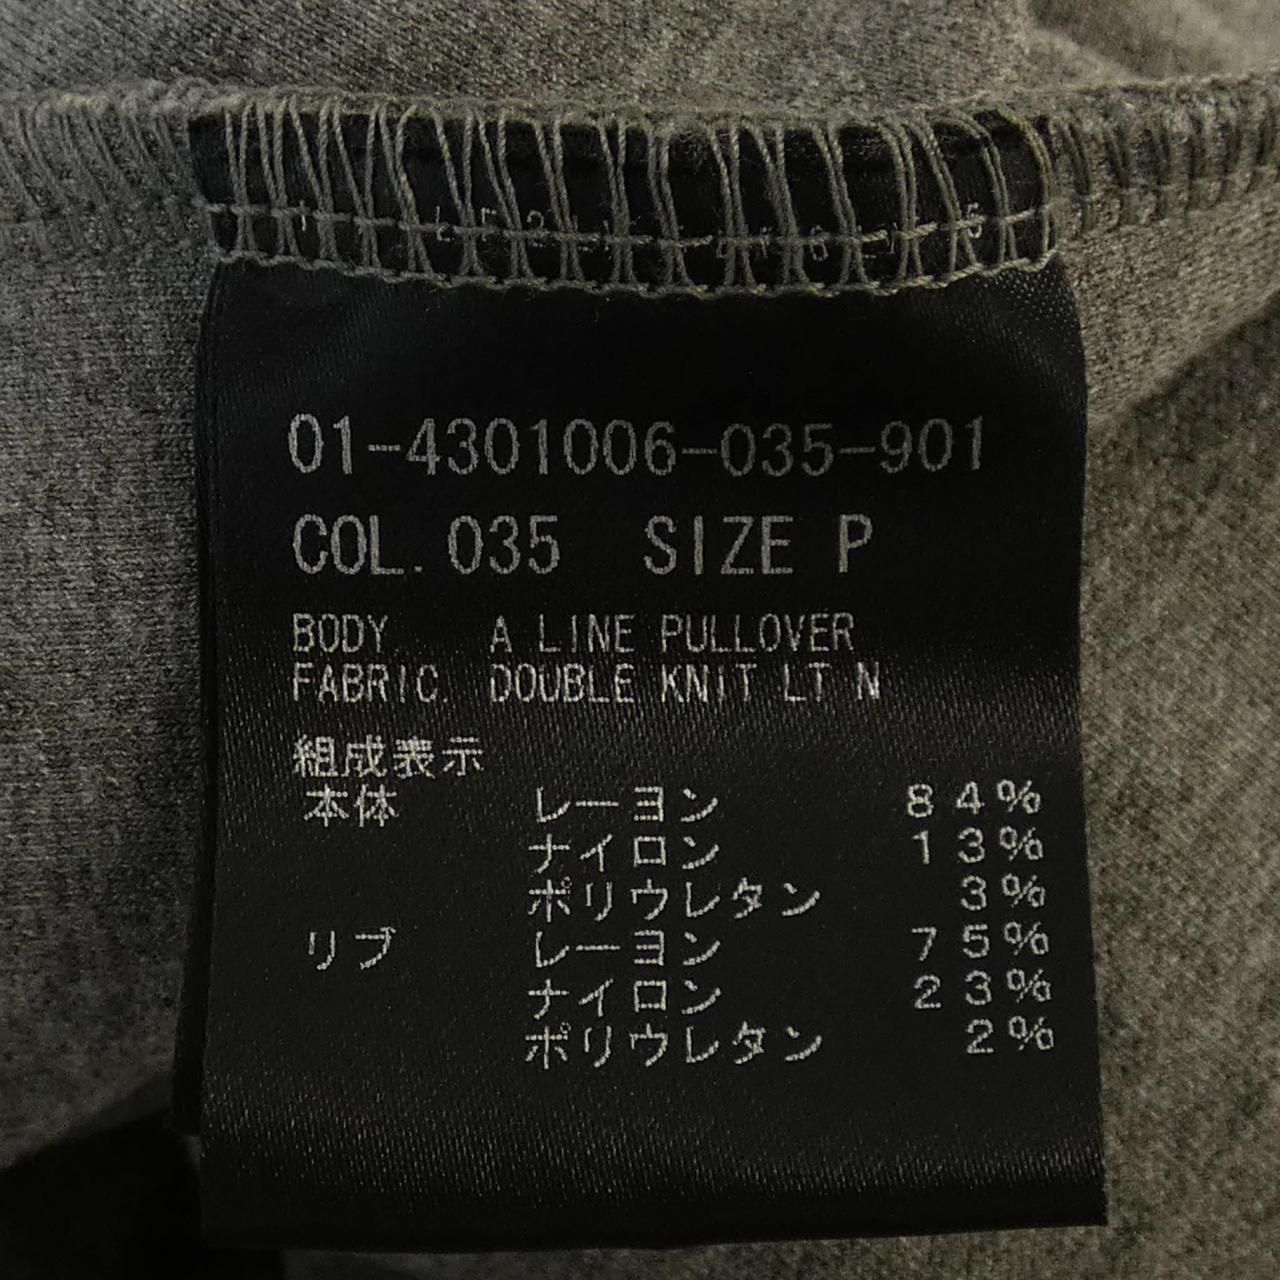 01-4301006-035-901
COL. 035 SIZE P
BODY A LINE PULLOVER
FABRIC. DOUBLE KNIT LT N
組成表示
本体 レーヨン 84%
ナイロン 13%
ポリウレタン 3%
リブ レーヨン 75%
ナイロン 23%
ポリウレタン 2%